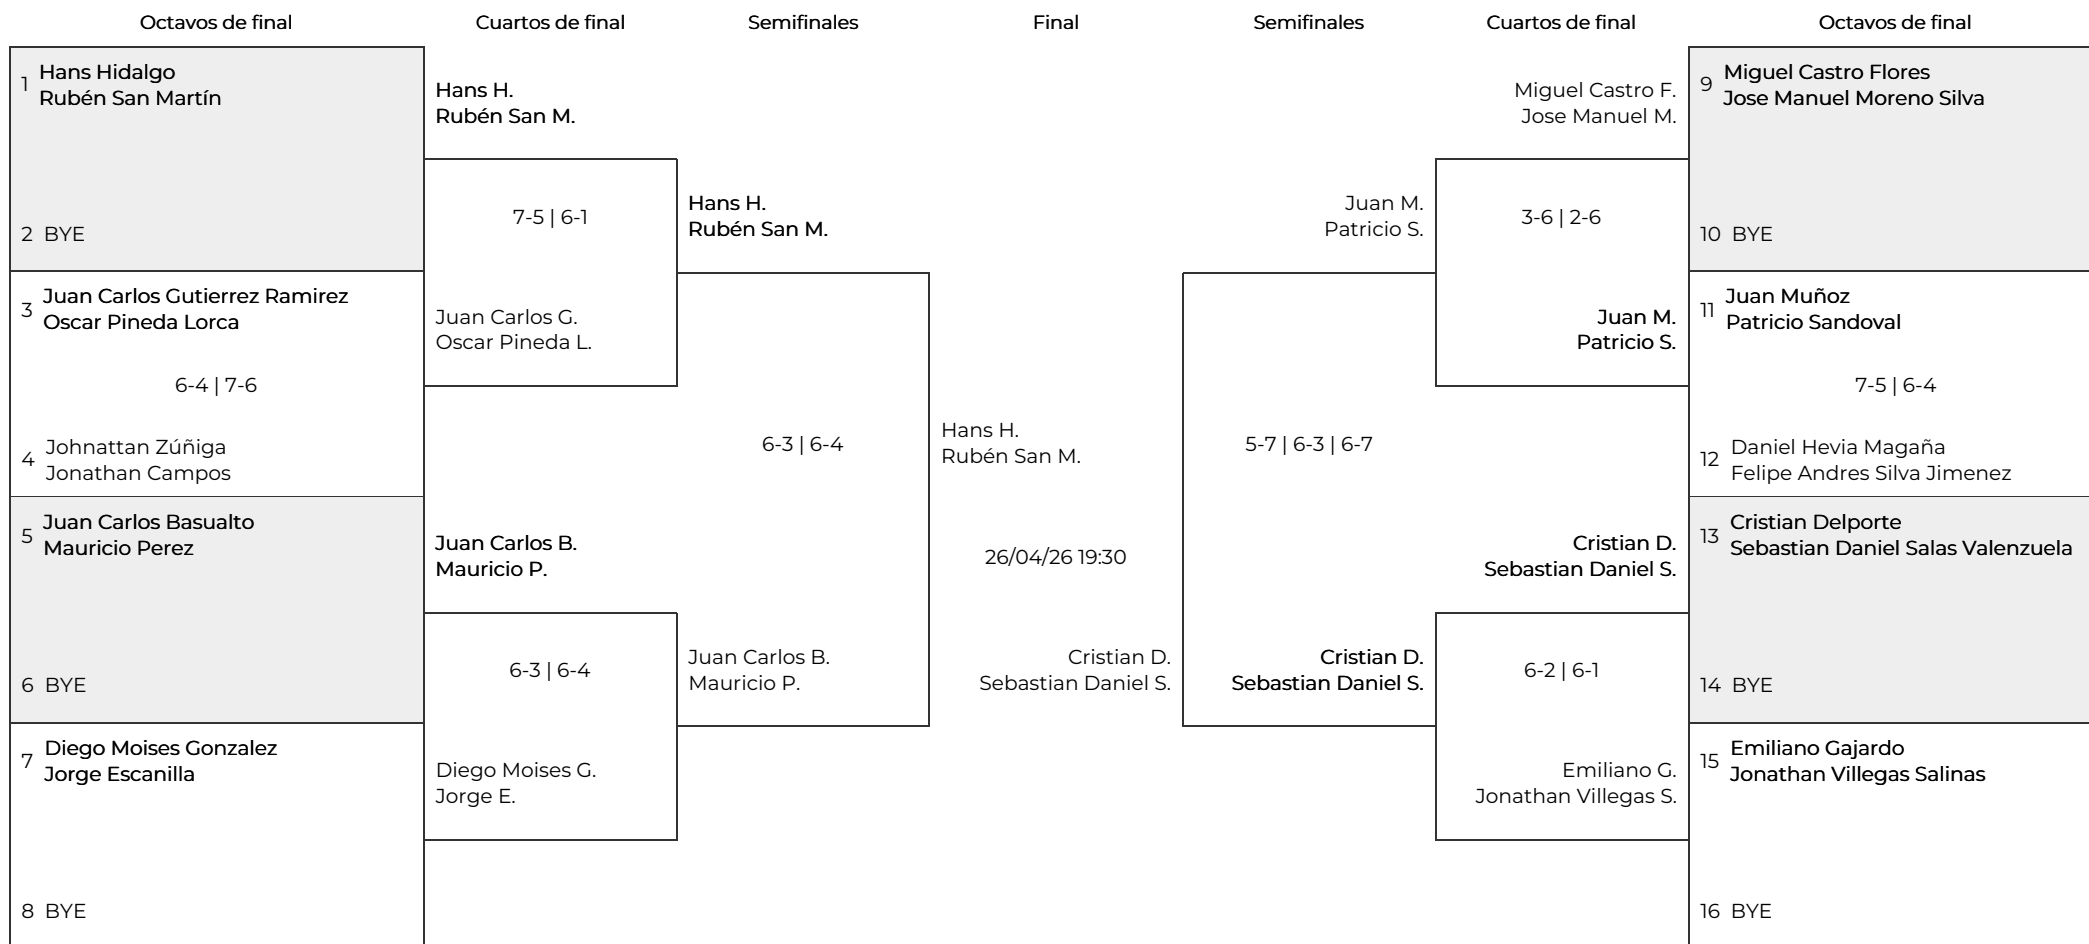 Octavos de final
Cuartos de final
Semifinales
Final
Semifinales
Cuartos de final
Octavos de final
1
Hans Hidalgo
Rubén San Martín
2 BYE
3
Juan Carlos Gutierrez Ramirez
Oscar Pineda Lorca
6-4 | 7-6
4
Johnattan Zúñiga
Jonathan Campos
5
Juan Carlos Basualto
Mauricio Perez
6 BYE
7
Diego Moises Gonzalez
Jorge Escanilla
8 BYE
Hans H.
Rubén San M.
7-5 | 6-1
Juan Carlos G.
Oscar Pineda L.
Juan Carlos B.
Mauricio P.
6-3 | 6-4
Diego Moises G.
Jorge E.
Hans H.
Rubén San M.
6-3 | 6-4
Juan Carlos B.
Mauricio P.
Hans H.
Rubén San M.
26/04/26 19:30
Cristian D.
Sebastian Daniel S.
Juan M.
Patricio S.
5-7 | 6-3 | 6-7
Cristian D.
Sebastian Daniel S.
Miguel Castro F.
Jose Manuel M.
3-6 | 2-6
Juan M.
Patricio S.
Cristian D.
Sebastian Daniel S.
6-2 | 6-1
Emiliano G.
Jonathan Villegas S.
9
Miguel Castro Flores
Jose Manuel Moreno Silva
10 BYE
11
Juan Muñoz
Patricio Sandoval
7-5 | 6-4
12
Daniel Hevia Magaña
Felipe Andres Silva Jimenez
13
Cristian Delporte
Sebastian Daniel Salas Valenzuela
14 BYE
15
Emiliano Gajardo
Jonathan Villegas Salinas
16 BYE